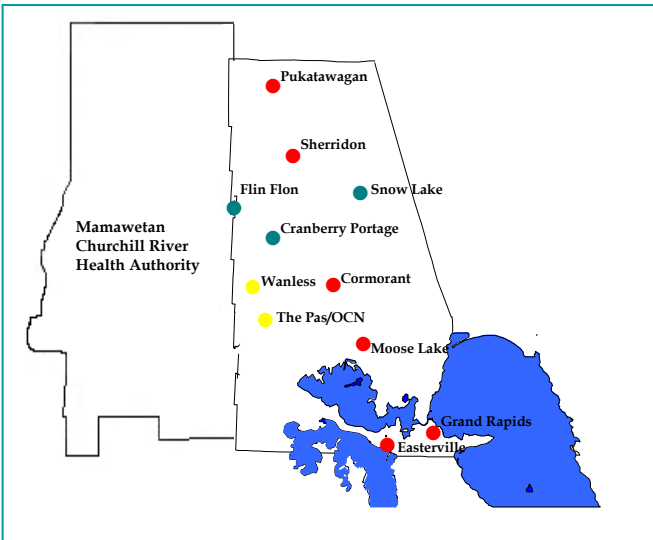 Pukatawagan
Sherridon
Flin Flon
Snow Lake
Mamawetan
Churchill River
Health Authority
Cranberry Portage
Wanless
Cormorant
The Pas/OCN
Moose Lake
Grand Rapids
Easterville